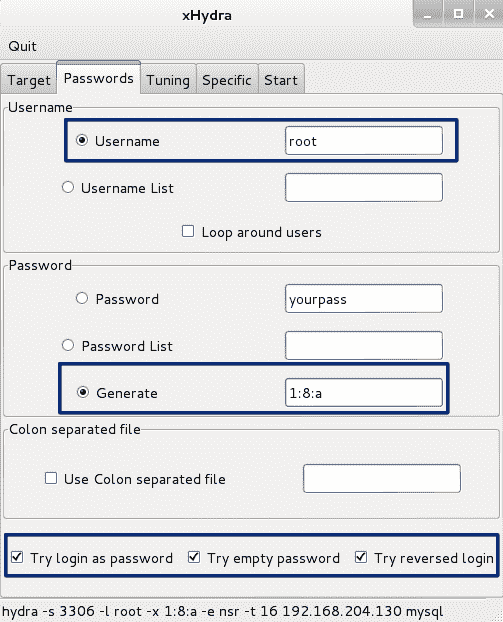 xHydra
Quit
Target Passwords Tuning Specific Start
Username
Username root
Username List
Loop around users
Password
Password yourpass
Password List
Generate 1:8:a
Colon separated file
Use Colon separated file
Try login as password Try empty password Try reversed login
hydra -s 3306 -l root -x 1:8:a -e nsr -t 16 192.168.204.130 mysql